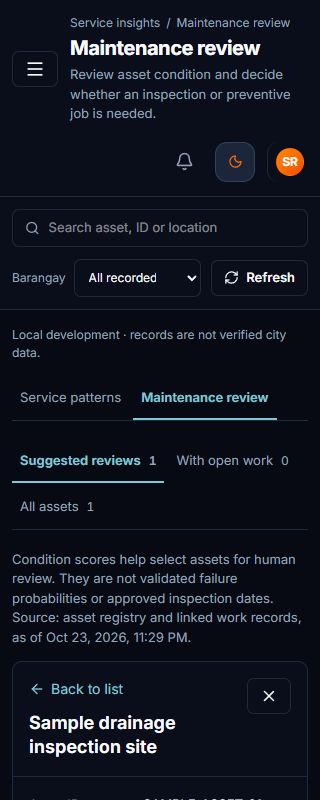 Service insights / Maintenance review
Maintenance review
Review asset condition and decide
whether an inspection or preventive
job is needed.
SR
Search asset, ID or location
Barangay
All recorded
Refresh
Local development · records are not verified city
data.
Service patterns
Maintenance review
Suggested reviews 1
With open work 0
All assets 1
Condition scores help select assets for human
review. They are not validated failure
probabilities or approved inspection dates.
Source: asset registry and linked work records,
as of Oct 23, 2026, 11:29 PM.
Back to list
Sample drainage
inspection site